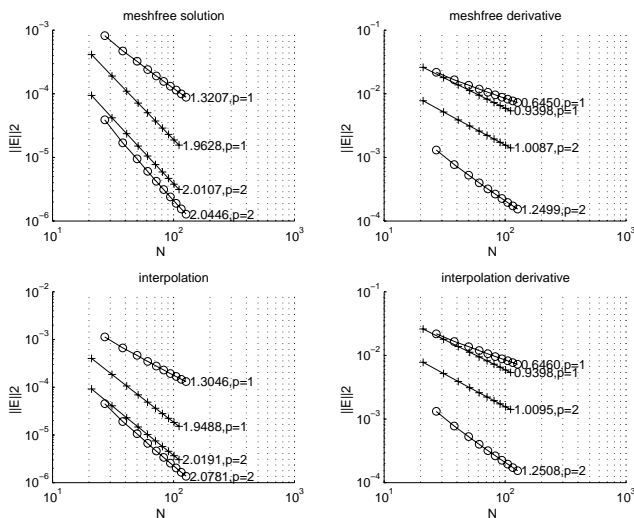 meshfree solution
10^−3
10^−4
10^−5
10^−6
||E||2
1.3207,p=1
1.9628,p=1
2.0107,p=2
2.0446,p=2
10^1
10^2
10^3
N
meshfree derivative
10^−1
10^−2
10^−3
10^−4
||E||2
0.6450,p=1
0.9398,p=1
1.0087,p=2
1.2499,p=2
10^1
10^2
10^3
N
interpolation
10^−2
10^−3
10^−4
10^−5
10^−6
||E||2
1.3046,p=1
1.9488,p=1
2.0191,p=2
2.0781,p=2
10^1
10^2
10^3
N
interpolation derivative
10^−1
10^−2
10^−3
10^−4
||E||2
0.6460,p=1
0.9398,p=1
1.0095,p=2
1.2508,p=2
10^1
10^2
10^3
N